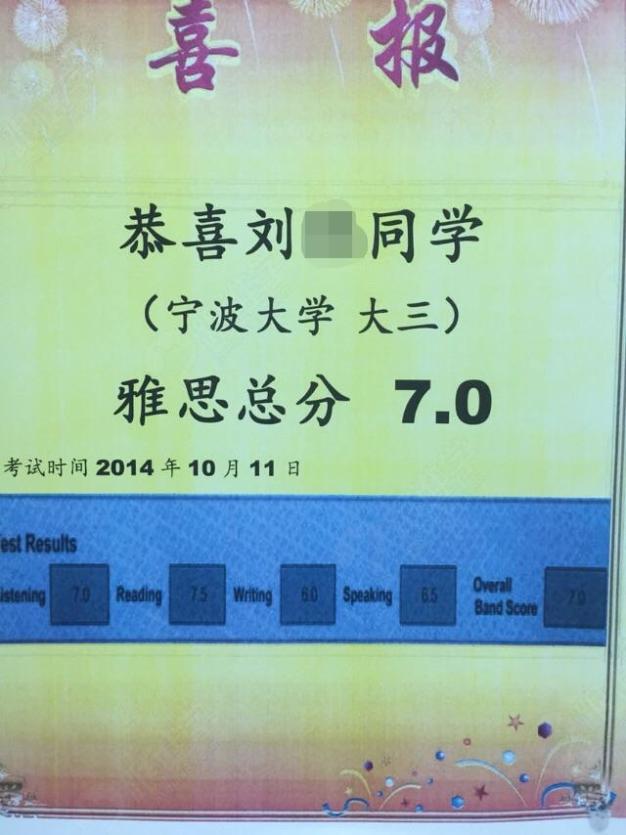 喜报
恭喜刘 同学
（宁波大学 大三）
雅思总分 7.0
考试时间 2014 年 10 月 11 日
est Results
istening 7.0 Reading 7.5 Writing 6.0 Speaking 6.5 Overall Band Score 7.0